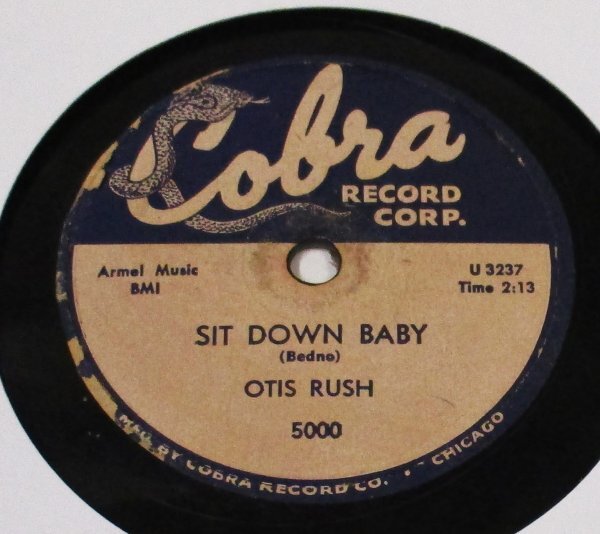 Cobra
RECORD
CORP.
Armel Music
BMI
U 3237
Time 2:13
SIT DOWN BABY
(Bedno)
OTIS RUSH
5000
MFD BY COBRA RECORD CO. • CHICAGO